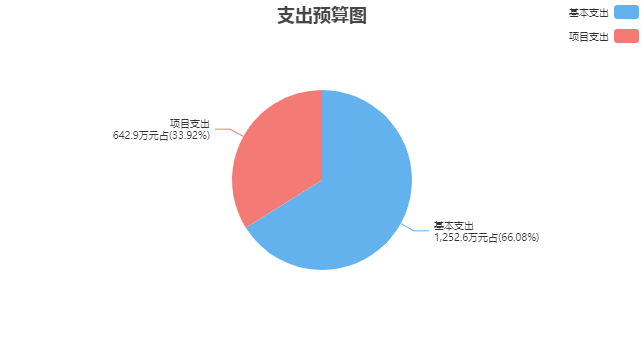 支出预算图
基本支出
项目支出
项目支出
642.9万元占(33.92%)
基本支出
1,252.6万元占(66.08%)